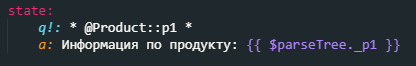 state:
q!: * @Product::p1 *
a: Информация по продукту: {{ $parseTree._p1 }}